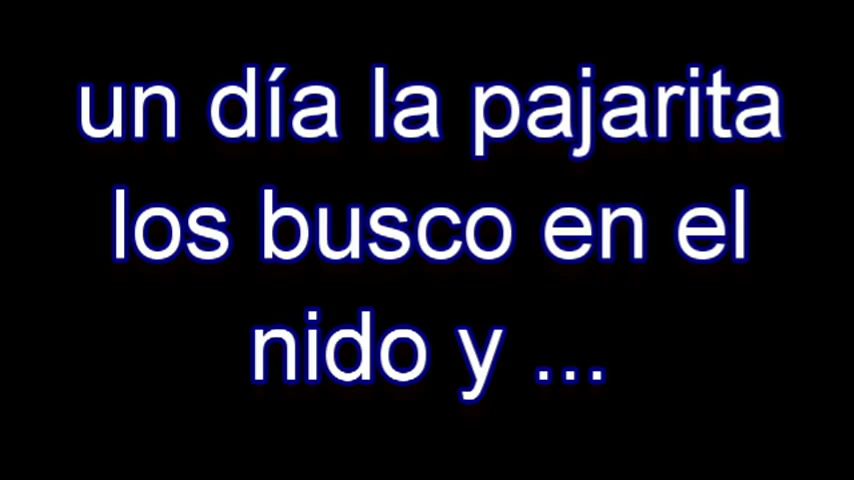 un día la pajarita
los busco en el
nido y ...